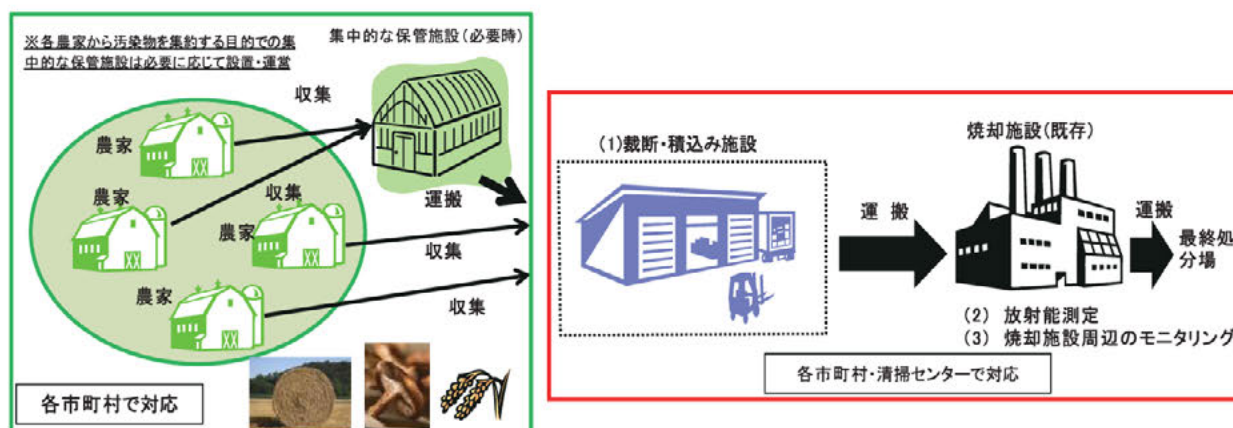 ※各農家から汚染物を集約する目的での集
中的な保管施設は必要に応じて設置・運営
集中的な保管施設(必要時)
収集
農家
農家
収集
農家
農家
運搬
収集
収集
各市町村で対応
(1)裁断・積込み施設
焼却施設(既存)
運 搬
運搬
最終処
分場
(2) 放射能測定
(3) 焼却施設周辺のモニタリング
各市町村・清掃センターで対応